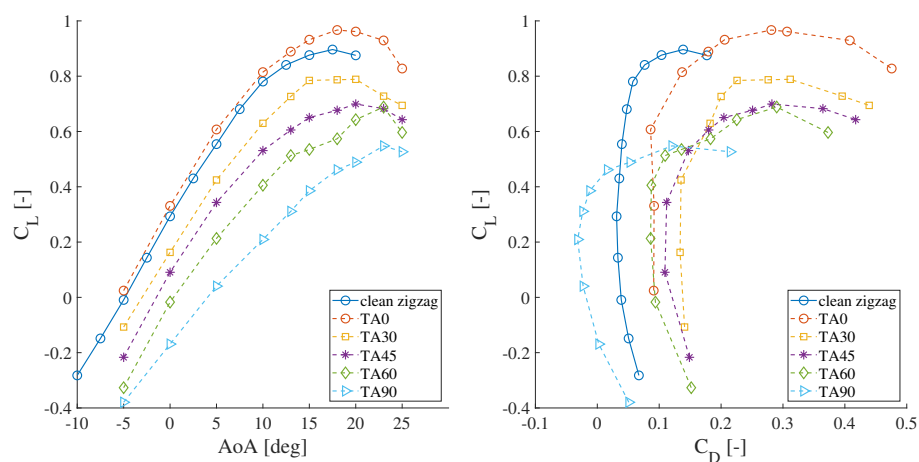 1
0.8
0.6
0.4
0.2
0
-0.2
-0.4
C_L [-]
-10 -5 0 5 10 15 20 25
AoA [deg]
clean zigzag
TA0
TA30
TA45
TA60
TA90
1
0.8
0.6
0.4
0.2
0
-0.2
-0.4
C_L [-]
-0.1 0 0.1 0.2 0.3 0.4 0.5
C_D [-]
clean zigzag
TA0
TA30
TA45
TA60
TA90